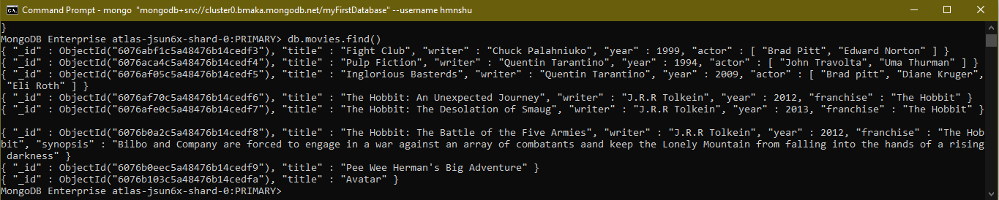 Command Prompt - mongo "mongodb+srv://cluster0.bmaka.mongodb.net/myFirstDatabase" --username hmnshu
}
MongoDB Enterprise atlas-jsun6x-shard-0:PRIMARY> db.movies.find()
{ "_id" : ObjectId("6076abf1c5a48476b14cedf3"), "title" : "Fight Club", "writer" : "Chuck Palahniuko", "year" : 1999, "actor" : [ "Brad Pitt", "Edward Norton" ] }
{ "_id" : ObjectId("6076aca4c5a48476b14cedf4"), "title" : "Pulp Fiction", "writer" : "Quentin Tarantino", "year" : 1994, "actor" : [ "John Travolta", "Uma Thurman" ] }
{ "_id" : ObjectId("6076af05c5a48476b14cedf5"), "title" : "Inglorious Basterds", "writer" : "Quentin Tarantino", "year" : 2009, "actor" : [ "Brad pitt", "Diane Kruger",
"Eli Roth" ] }
{ "_id" : ObjectId("6076af70c5a48476b14cedf6"), "title" : "The Hobbit: An Unexpected Journey", "writer" : "J.R.R Tolkein", "year" : 2012, "franchise" : "The Hobbit" }
{ "_id" : ObjectId("6076afe0c5a48476b14cedf7"), "title" : "The Hobbit: The Desolation of Smaug", "writer" : "J.R.R Tolkein", "year" : 2013, "franchise" : "The Hobbit" }
{ "_id" : ObjectId("6076b0a2c5a48476b14cedf8"), "title" : "The Hobbit: The Battle of the Five Armies", "writer" : "J.R.R Tolkein", "year" : 2012, "franchise" : "The Hob
bit", "synopsis" : "Bilbo and Company are forced to engage in a war against an array of combatants aand keep the Lonely Mountain from falling into the hands of a rising
darkness" }
{ "_id" : ObjectId("6076b0eec5a48476b14cedf9"), "title" : "Pee Wee Herman's Big Adventure" }
{ "_id" : ObjectId("6076b103c5a48476b14cedfa"), "title" : "Avatar" }
MongoDB Enterprise atlas-jsun6x-shard-0:PRIMARY>